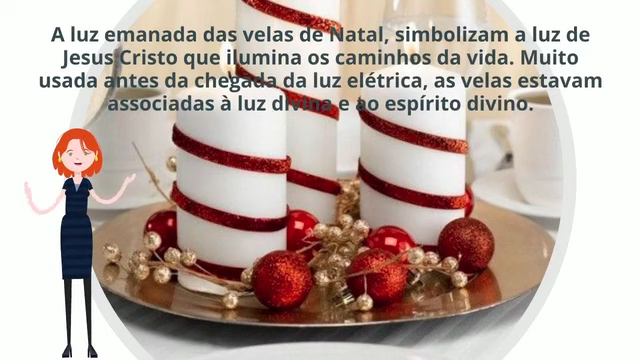 A luz emanada das velas de Natal, simbolizam a luz de
Jesus Cristo que ilumina os caminhos da vida. Muito
usada antes da chegada da luz elétrica, as velas estavam
associadas à luz divina e ao espírito divino.